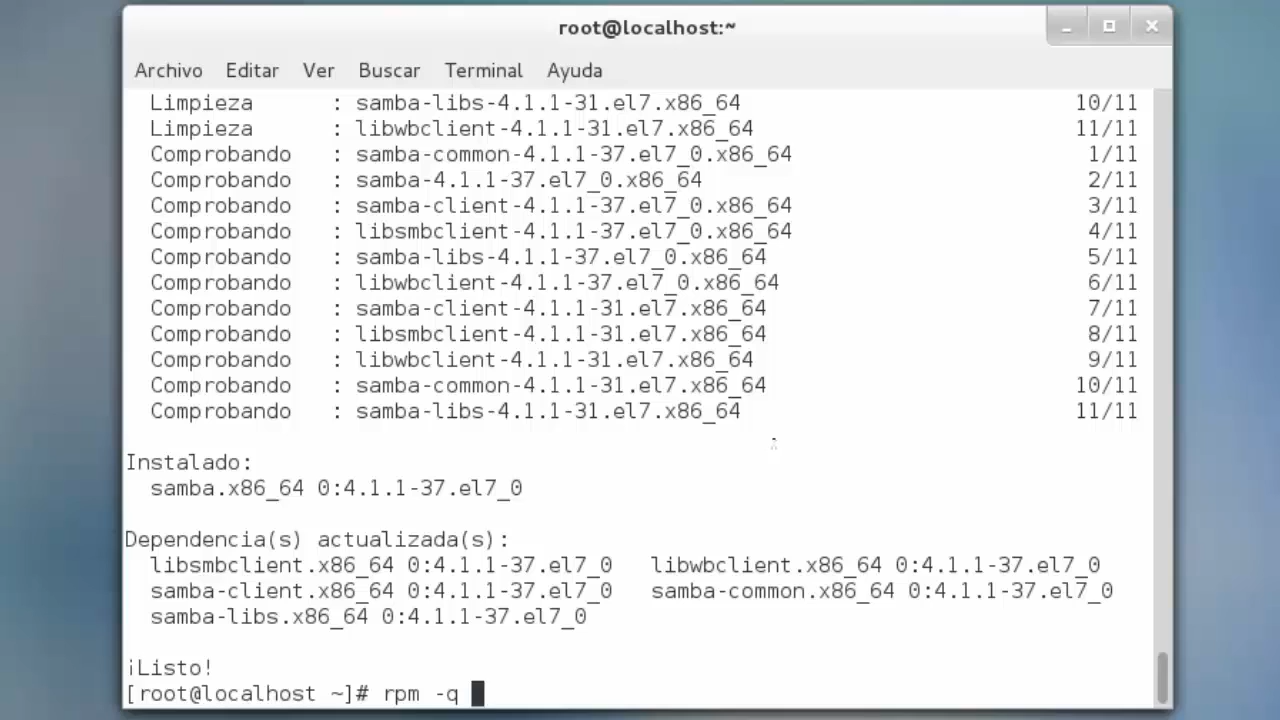 root@localhost:~
Archivo Editar Ver Buscar Terminal Ayuda
Limpieza : samba-libs-4.1.1-31.el7.x86_64 10/11
Limpieza : libwbclient-4.1.1-31.el7.x86_64 11/11
Comprobando : samba-common-4.1.1-37.el7_0.x86_64 1/11
Comprobando : samba-4.1.1-37.el7_0.x86_64 2/11
Comprobando : samba-client-4.1.1-37.el7_0.x86_64 3/11
Comprobando : libsmbclient-4.1.1-37.el7_0.x86_64 4/11
Comprobando : samba-libs-4.1.1-37.el7_0.x86_64 5/11
Comprobando : libwbclient-4.1.1-37.el7_0.x86_64 6/11
Comprobando : samba-client-4.1.1-31.el7.x86_64 7/11
Comprobando : libsmbclient-4.1.1-31.el7.x86_64 8/11
Comprobando : libwbclient-4.1.1-31.el7.x86_64 9/11
Comprobando : samba-common-4.1.1-31.el7.x86_64 10/11
Comprobando : samba-libs-4.1.1-31.el7.x86_64 11/11
Instalado:
samba.x86_64 0:4.1.1-37.el7_0
Dependencia(s) actualizada(s):
libsmbclient.x86_64 0:4.1.1-37.el7_0 libwbclient.x86_64 0:4.1.1-37.el7_0
samba-client.x86_64 0:4.1.1-37.el7_0 samba-common.x86_64 0:4.1.1-37.el7_0
samba-libs.x86_64 0:4.1.1-37.el7_0
¡Listo!
[root@localhost ~]# rpm -q